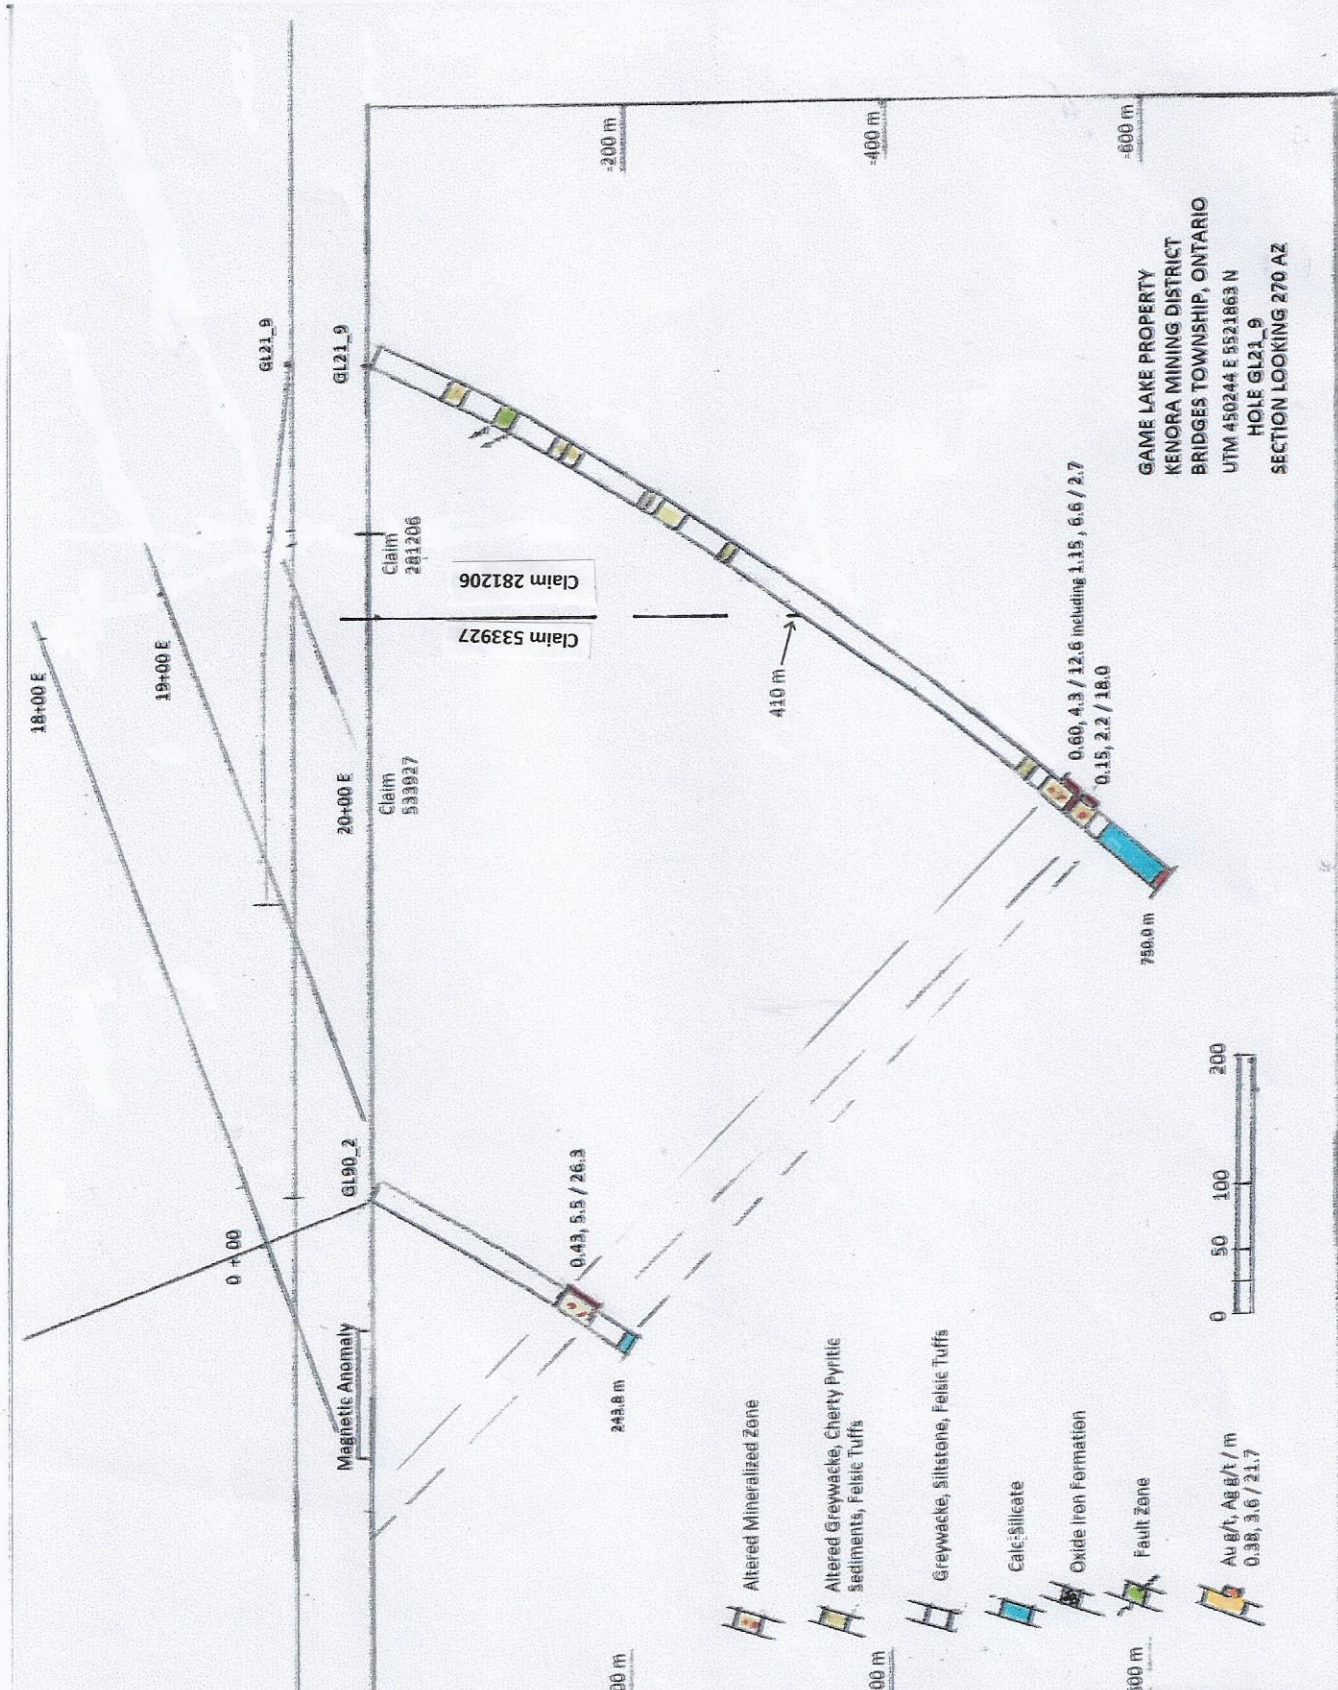 18+00 E
19+00 E
20+00 E
0 + 00
Magnetic Anomaly
GL90_2
GL21_9
GL21_9
Claim
533927
Claim
281206
Claim 533927
Claim 281206
410 m
-200 m
-400 m
-600 m
0.43, 5.5 / 26.3
243.8 m
0.60, 4.3 / 12.6 including 1.15 , 6.6 / 2.7
0.15, 2.2 / 18.0
750.0 m
GAME LAKE PROPERTY
KENORA MINING DISTRICT
BRIDGES TOWNSHIP, ONTARIO
UTM 450244 E 5521863 N
HOLE GL21_9
SECTION LOOKING 270 AZ
0 50 100 200
Altered Mineralized Zone
Altered Greywacke, Cherty Pyritic
Sediments, Felsic Tuffs
Greywacke, Siltstone, Felsic Tuffs
Calc-Silicate
Oxide Iron Formation
Fault Zone
Au g/t, Ag g/t / m
0.38, 3.6 / 21.7
00 m
00 m
600 m